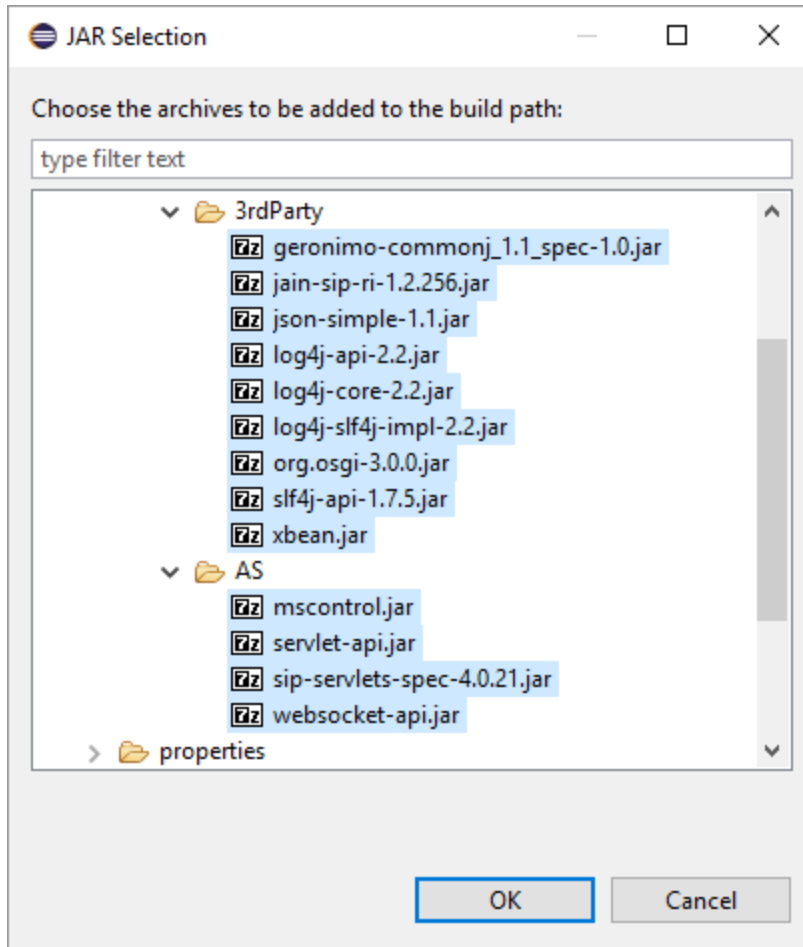 JAR Selection
Choose the archives to be added to the build path:
type filter text
3rdParty
geronimo-commonj_1.1_spec-1.0.jar
jain-sip-ri-1.2.256.jar
json-simple-1.1.jar
log4j-api-2.2.jar
log4j-core-2.2.jar
log4j-slf4j-impl-2.2.jar
org.osgi-3.0.0.jar
slf4j-api-1.7.5.jar
xbean.jar
AS
mscontrol.jar
servlet-api.jar
sip-servlets-spec-4.0.21.jar
websocket-api.jar
properties
OK Cancel